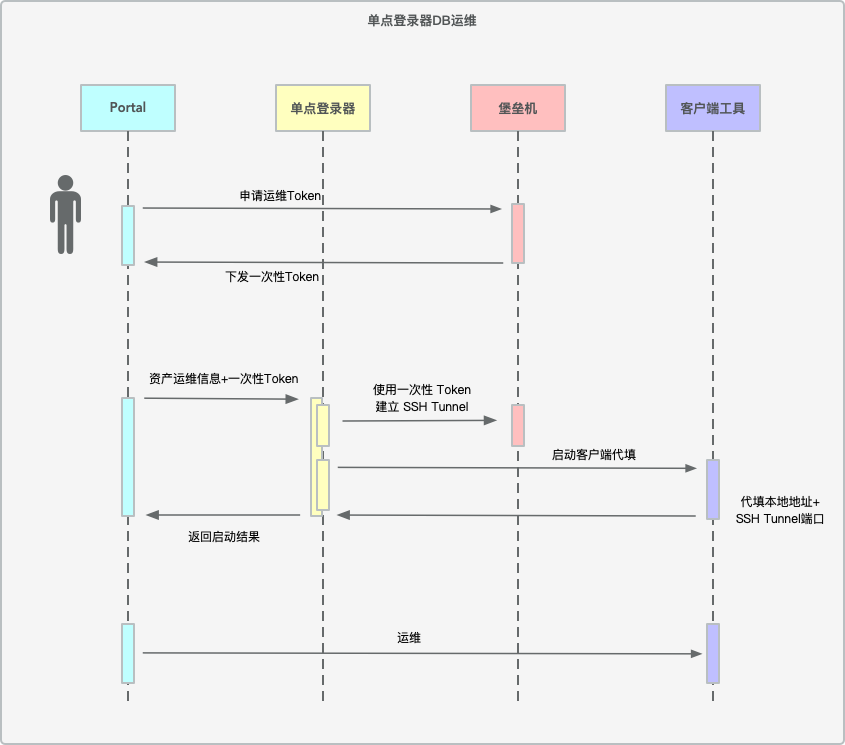 单点登录器DB运维
Portal
单点登录器
堡垒机
客户端工具
申请运维Token
下发一次性Token
资产运维信息+一次性Token
使用一次性 Token
建立 SSH Tunnel
启动客户端代填
代填本地地址+
SSH Tunnel端口
返回启动结果
运维